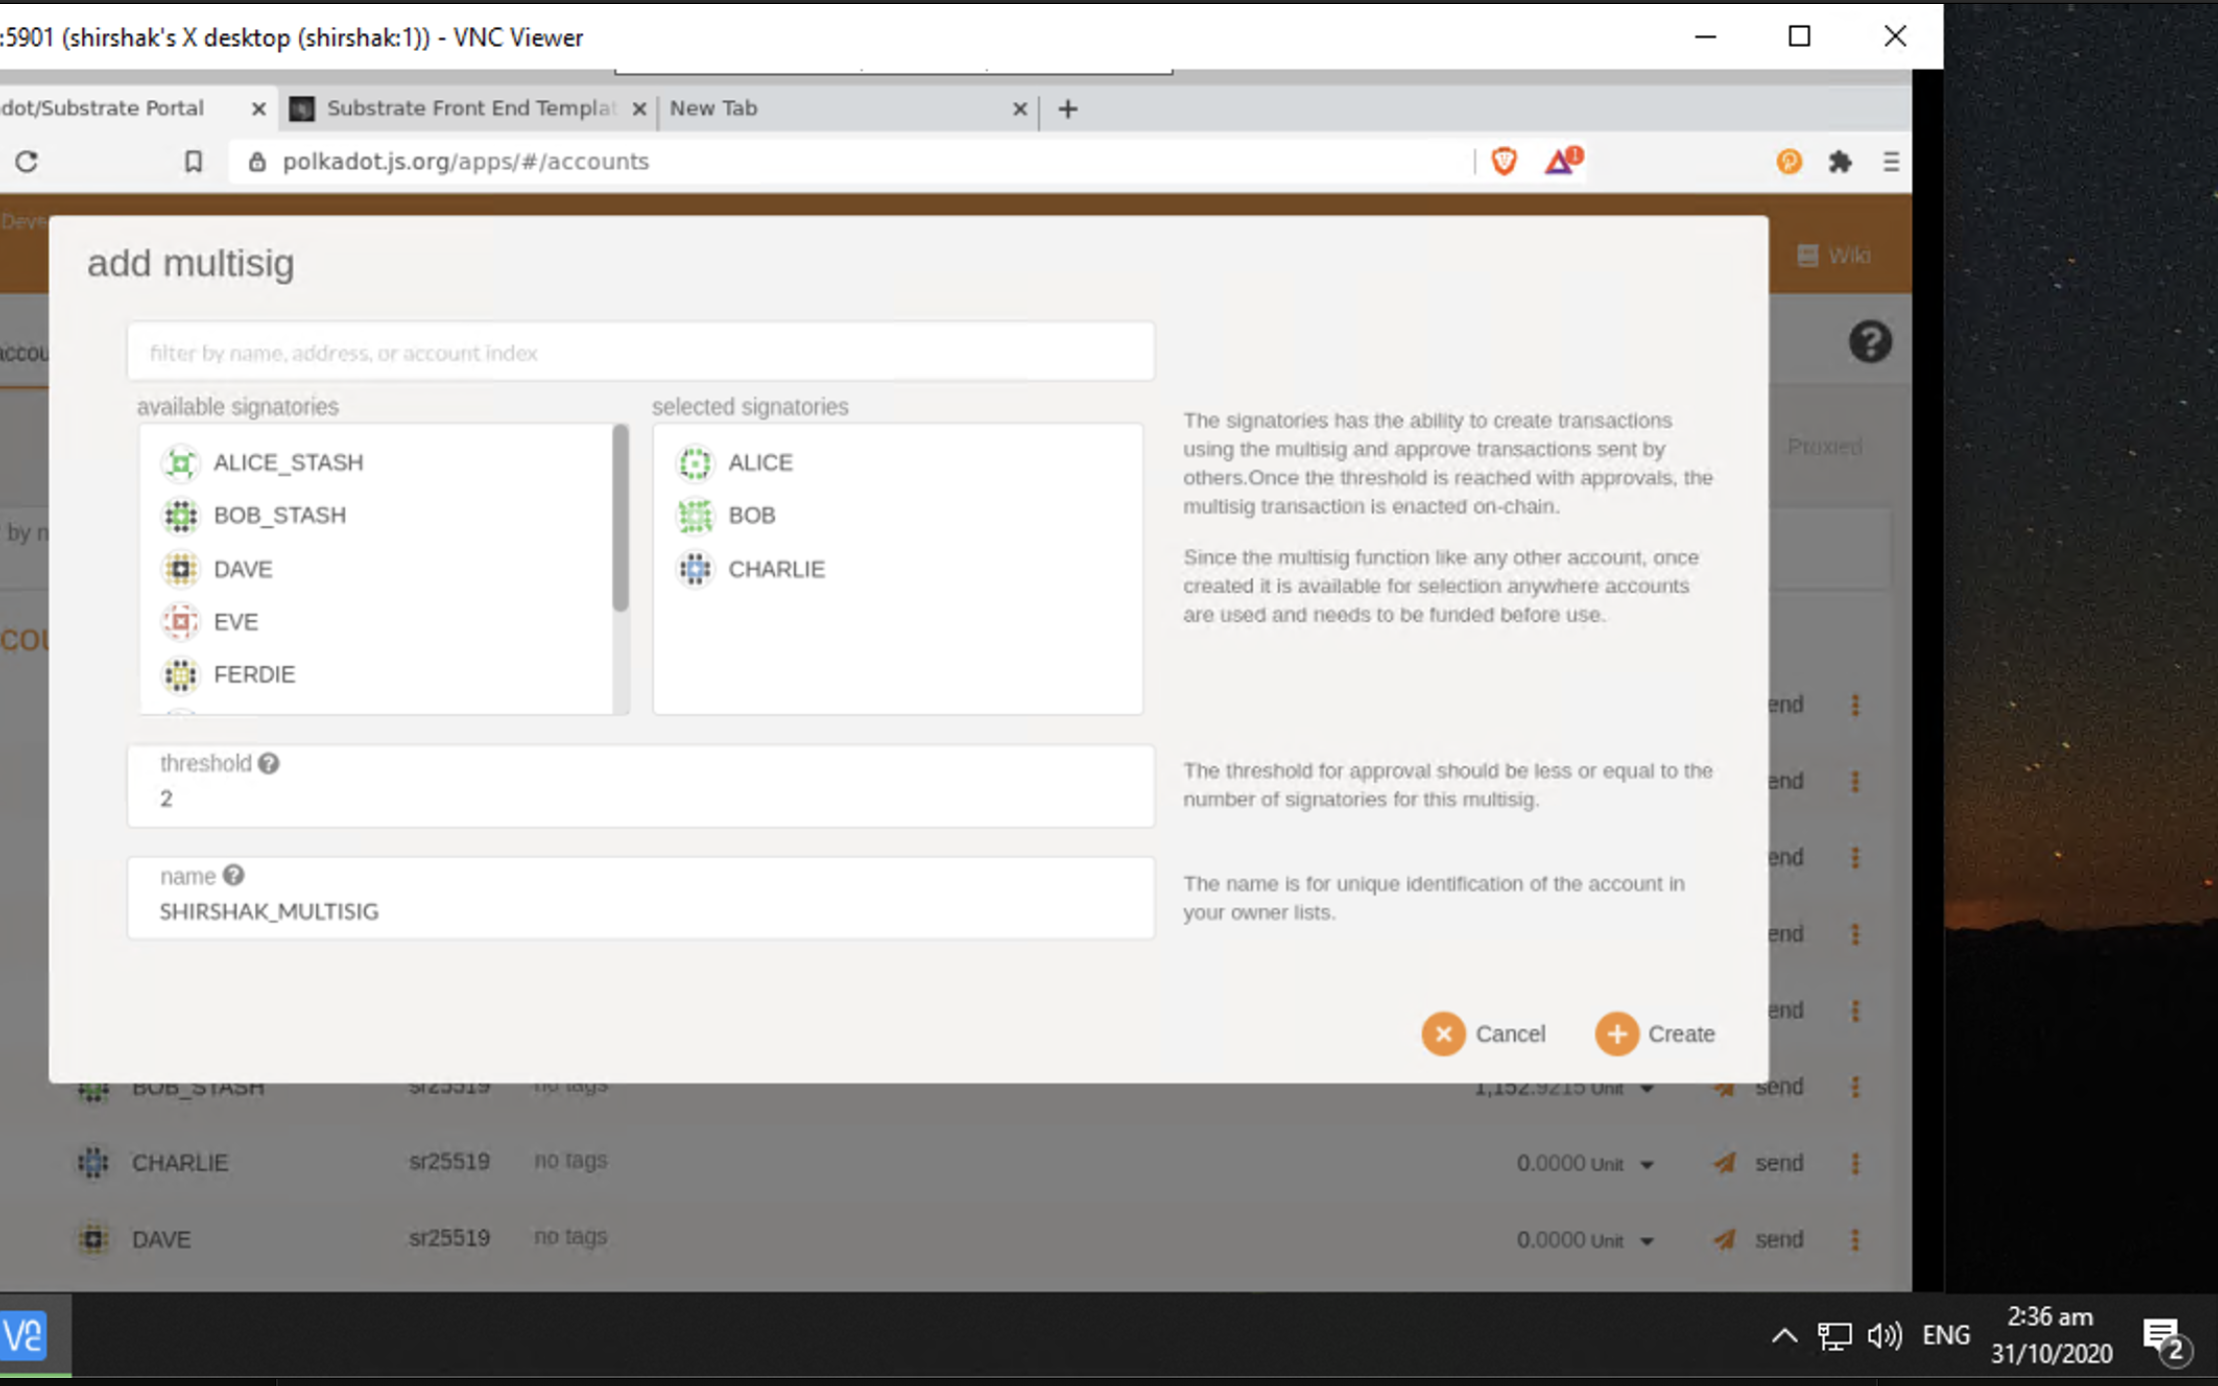 :5901 (shirshak's X desktop (shirshak:1)) - VNC Viewer
dot/Substrate Portal
Substrate Front End Templat
New Tab
polkadot.js.org/apps/#/accounts
1
Deve
Wiki
add multisig
filter by name, address, or account index
accou
available signatories
selected signatories
ALICE_STASH
BOB_STASH
DAVE
EVE
FERDIE
ALICE
BOB
CHARLIE
The signatories has the ability to create transactions
using the multisig and approve transactions sent by
others.Once the threshold is reached with approvals, the
multisig transaction is enacted on-chain.
Since the multisig function like any other account, once
created it is available for selection anywhere accounts
are used and needs to be funded before use.
Proxied
by n
cou
threshold
2
The threshold for approval should be less or equal to the
number of signatories for this multisig.
name
SHIRSHAK_MULTISIG
The name is for unique identification of the account in
your owner lists.
end
end
end
end
end
Cancel
Create
BOB_STASH sr25519 no tags 1,152.9215 Unit send
CHARLIE sr25519 no tags 0.0000 Unit send
DAVE sr25519 no tags 0.0000 Unit send
V2
ENG
2:36 am
31/10/2020
2